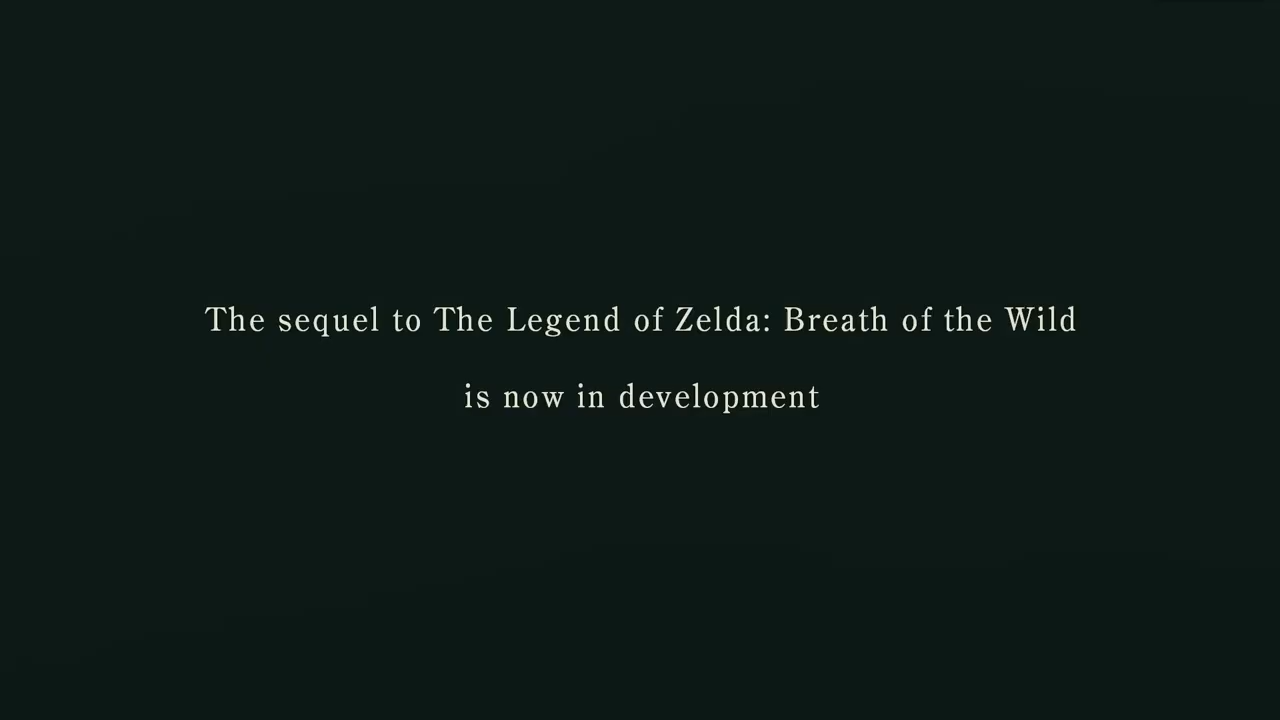 The sequel to The Legend of Zelda: Breath of the Wild
is now in development